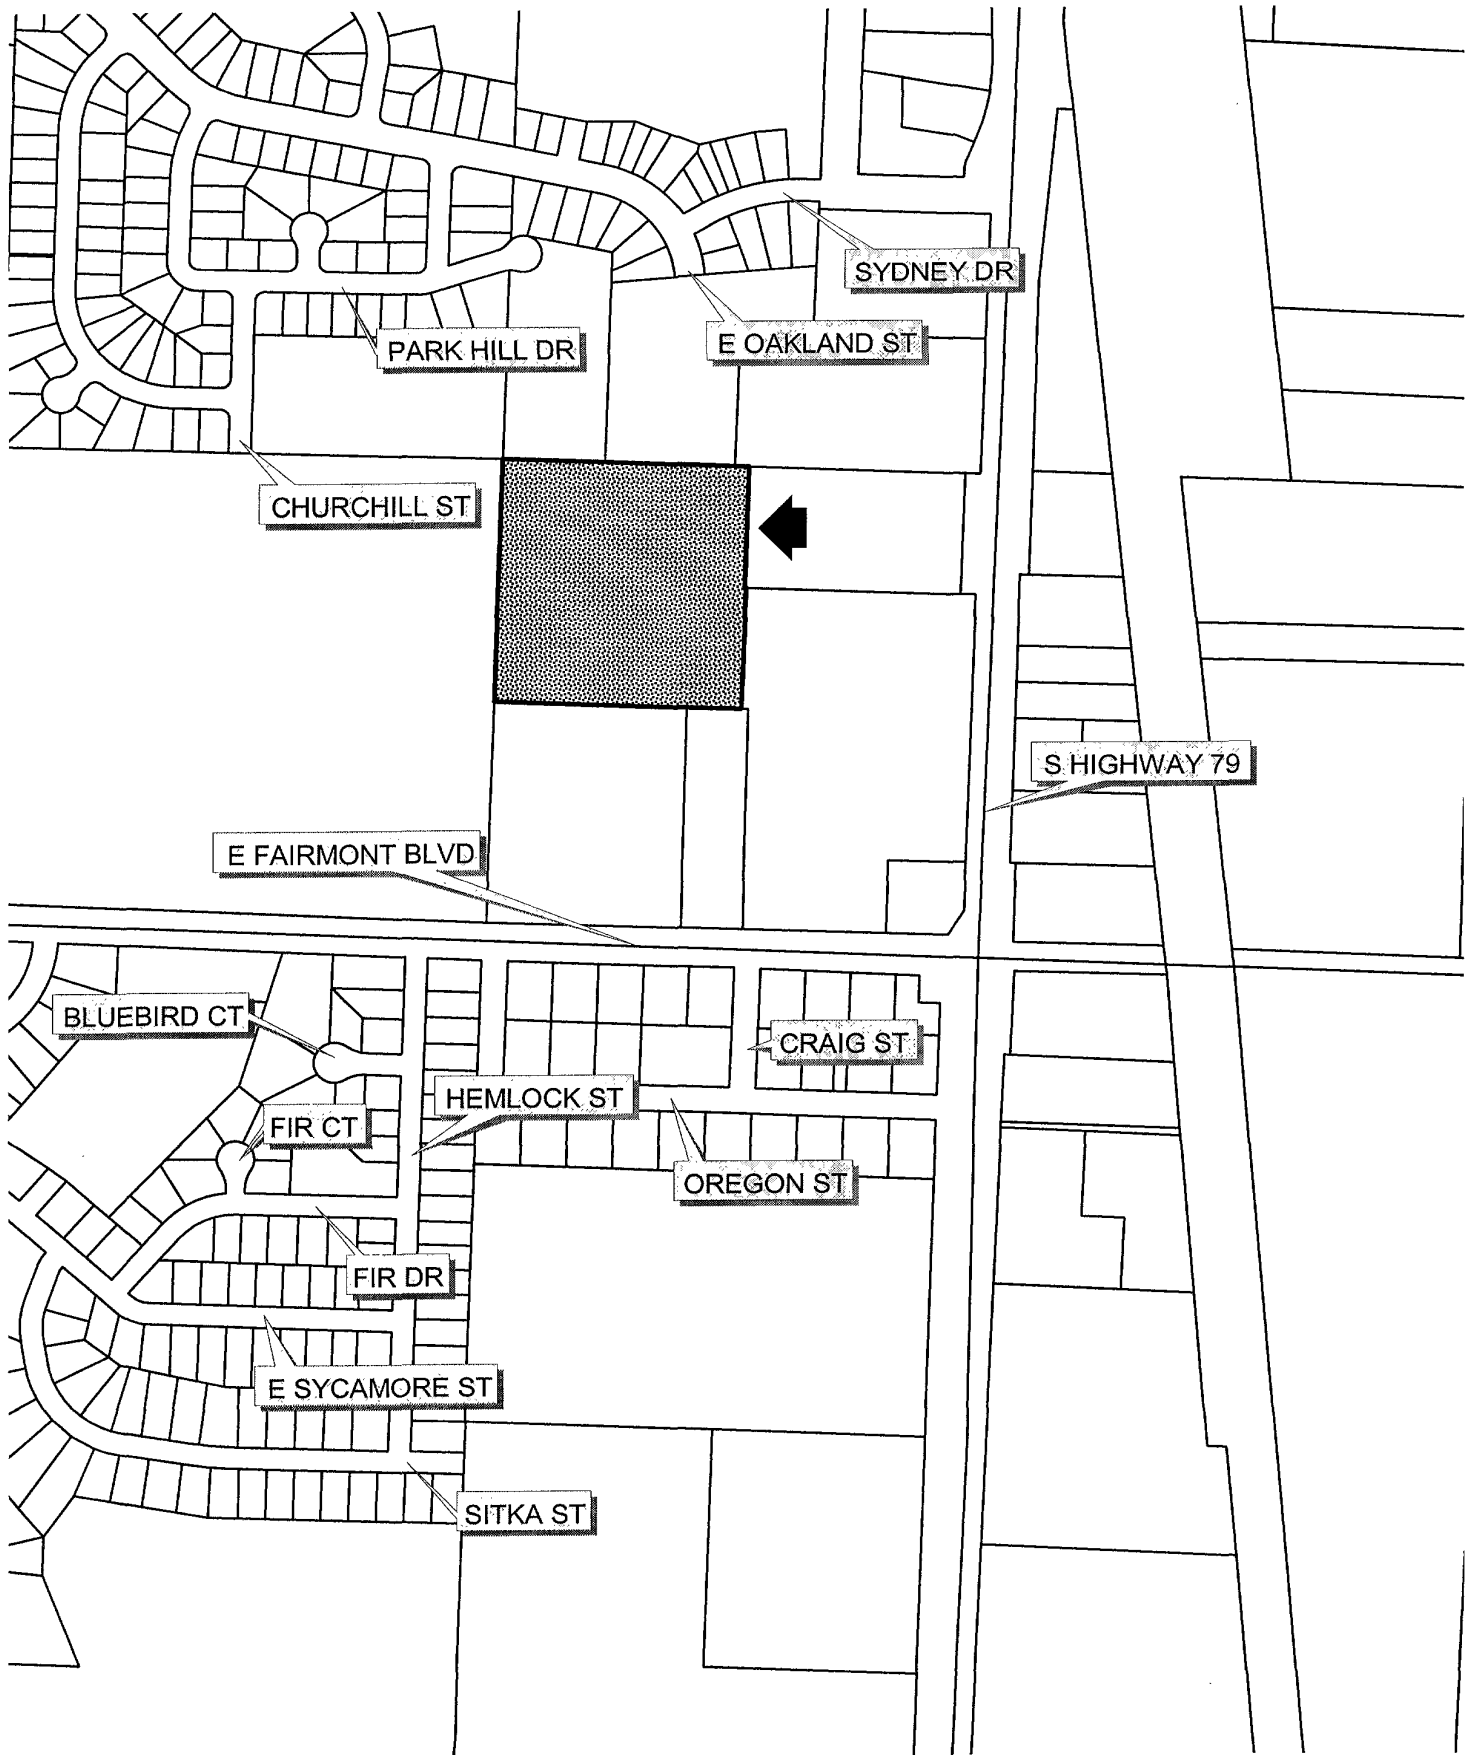 SYDNEY DR
E OAKLAND ST
PARK HILL DR
CHURCHILL ST
S HIGHWAY 79
E FAIRMONT BLVD
BLUEBIRD CT
CRAIG ST
HEMLOCK ST
FIR CT
OREGON ST
FIR DR
E SYCAMORE ST
SITKA ST